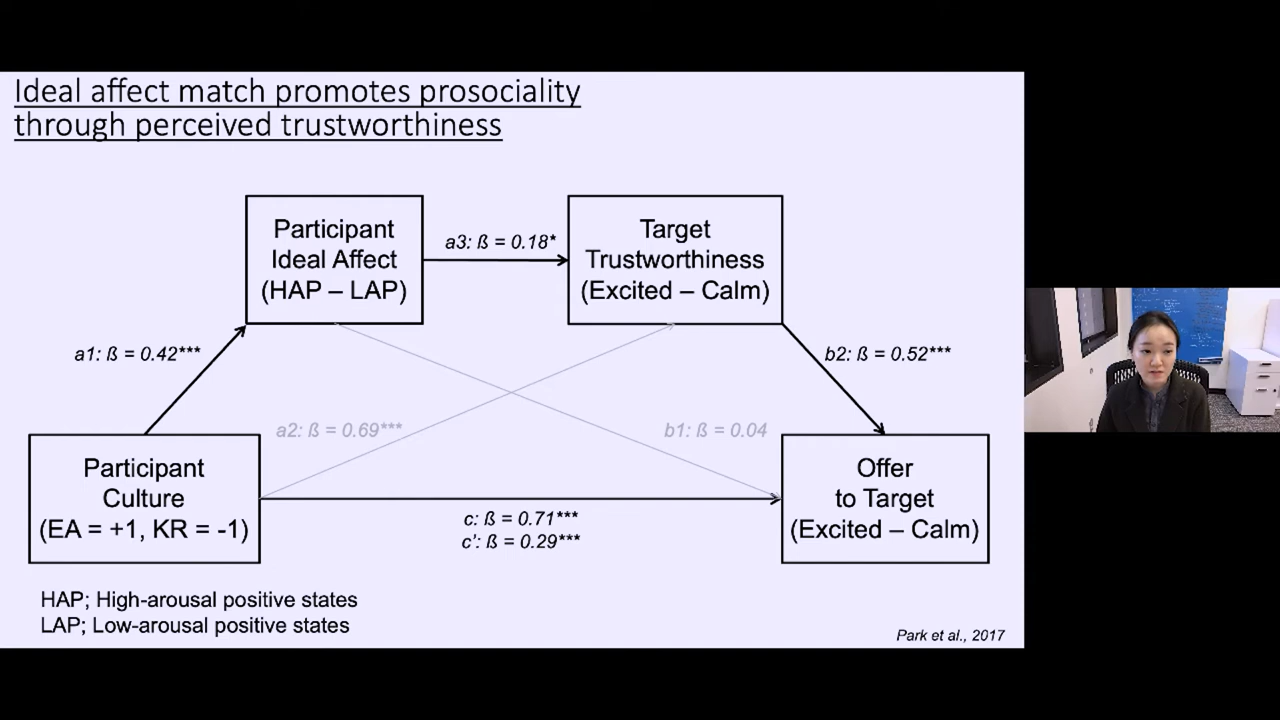 Ideal affect match promotes prosociality
through perceived trustworthiness
Participant
Ideal Affect
(HAP – LAP)
a3: ß = 0.18*
Target
Trustworthiness
(Excited – Calm)
a1: ß = 0.42***
b2: ß = 0.52***
a2: ß = 0.69***
b1: ß = 0.04
Participant
Culture
(EA = +1, KR = -1)
c: ß = 0.71***
c’: ß = 0.29***
Offer
to Target
(Excited – Calm)
HAP; High-arousal positive states
LAP; Low-arousal positive states
Park et al., 2017